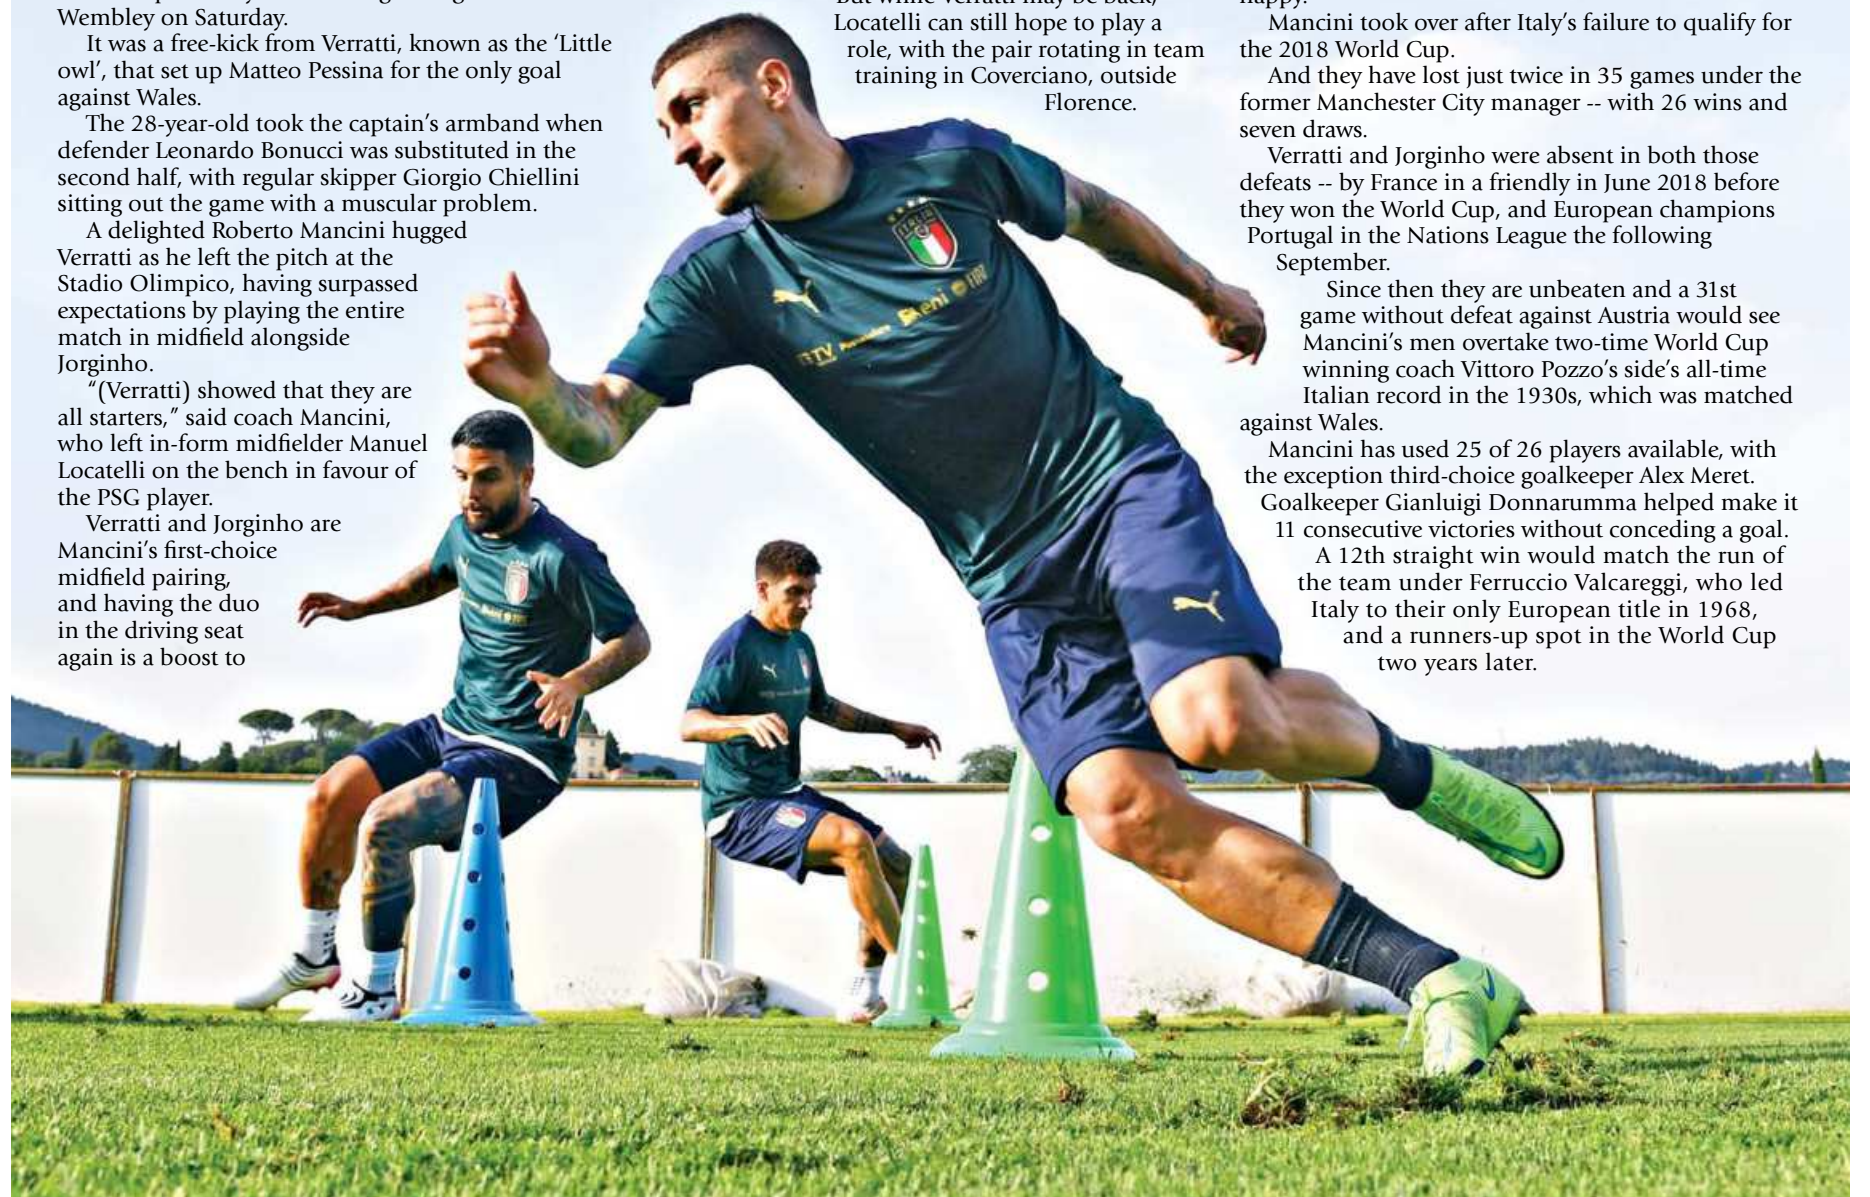 Wembley on Saturday.
It was a free-kick from Verratti, known as the ‘Little
owl’, that set up Matteo Pessina for the only goal
against Wales.
The 28-year-old took the captain’s armband when
defender Leonardo Bonucci was substituted in the
second half, with regular skipper Giorgio Chiellini
sitting out the game with a muscular problem.
A delighted Roberto Mancini hugged
Verratti as he left the pitch at the
Stadio Olimpico, having surpassed
expectations by playing the entire
match in midfield alongside
Jorginho.
“(Verratti) showed that they are
all starters,” said coach Mancini,
who left in-form midfielder Manuel
Locatelli on the bench in favour of
the PSG player.
Verratti and Jorginho are
Mancini’s first-choice
midfield pairing,
and having the duo
in the driving seat
again is a boost to
But while Verratti may be back,
Locatelli can still hope to play a
role, with the pair rotating in team
training in Coverciano, outside
Florence.
happy.
Mancini took over after Italy’s failure to qualify for
the 2018 World Cup.
And they have lost just twice in 35 games under the
former Manchester City manager -- with 26 wins and
seven draws.
Verratti and Jorginho were absent in both those
defeats -- by France in a friendly in June 2018 before
they won the World Cup, and European champions
Portugal in the Nations League the following
September.
Since then they are unbeaten and a 31st
game without defeat against Austria would see
Mancini’s men overtake two-time World Cup
winning coach Vittoro Pozzo’s side’s all-time
Italian record in the 1930s, which was matched
against Wales.
Mancini has used 25 of 26 players available, with
the exception third-choice goalkeeper Alex Meret.
Goalkeeper Gianluigi Donnarumma helped make it
11 consecutive victories without conceding a goal.
A 12th straight win would match the run of
the team under Ferruccio Valcareggi, who led
Italy to their only European title in 1968,
and a runners-up spot in the World Cup
two years later.
ITALIA
eni